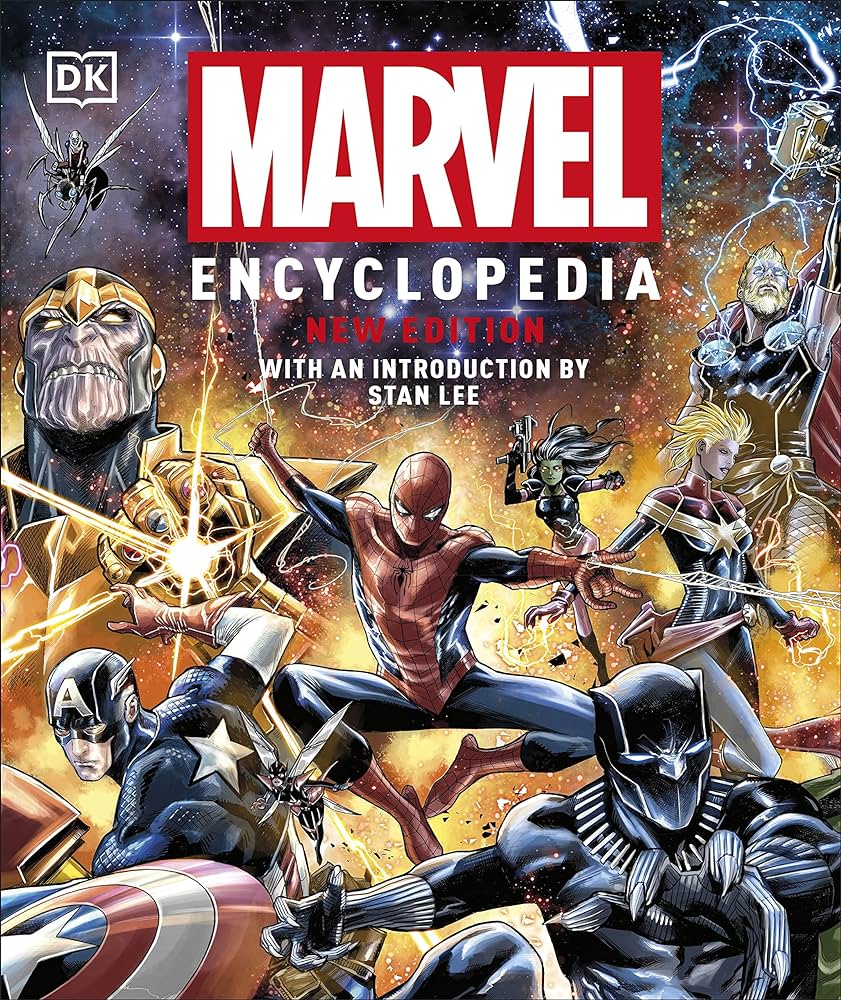 DK
MARVEL
ENCYCLOPEDIA
NEW EDITION
WITH AN INTRODUCTION BY
STAN LEE
A